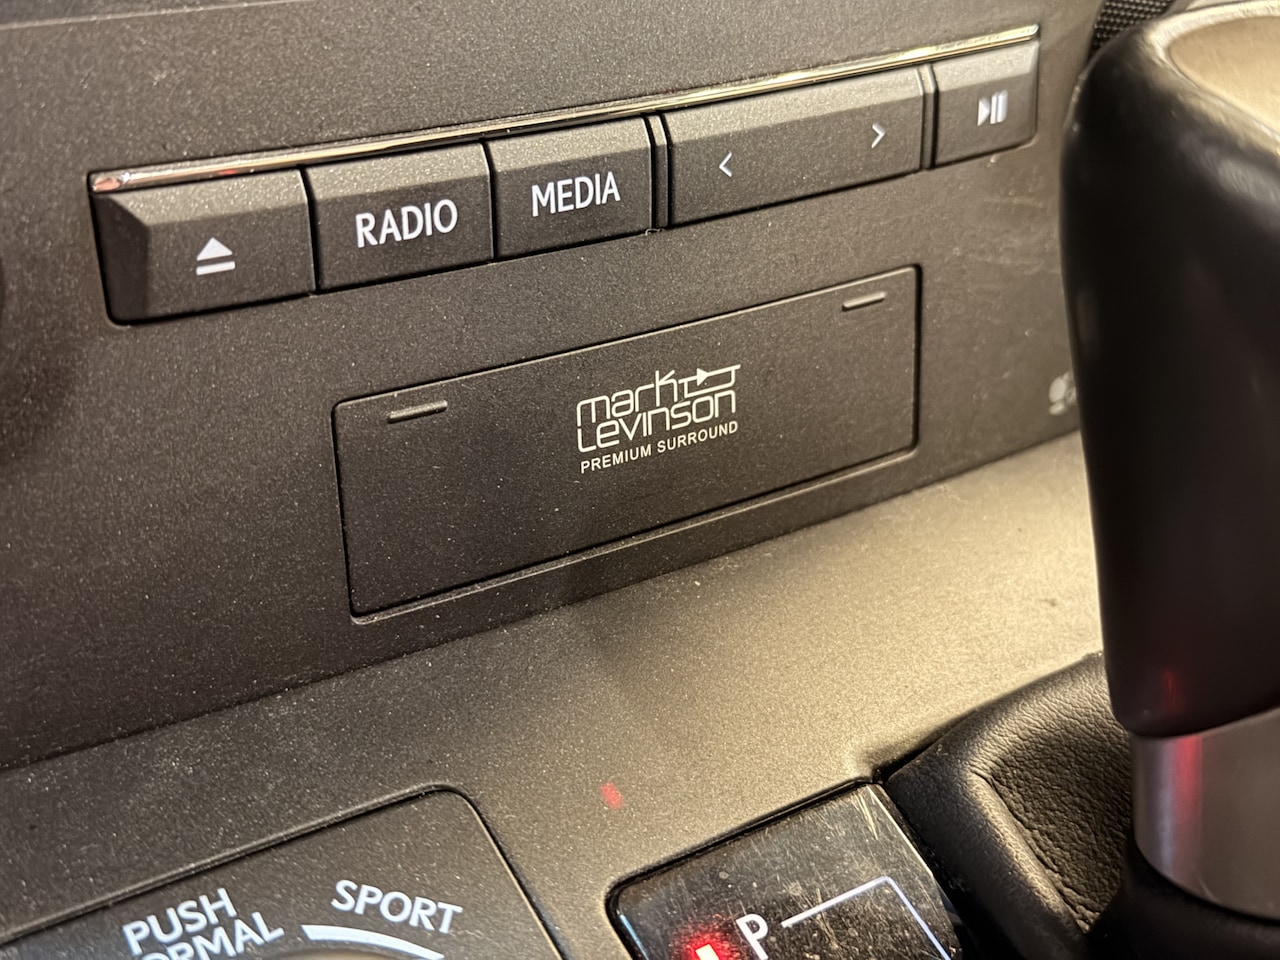 RADIO
MEDIA
mark
Levinson
PREMIUM SURROUND
PUSH
SPORT
P